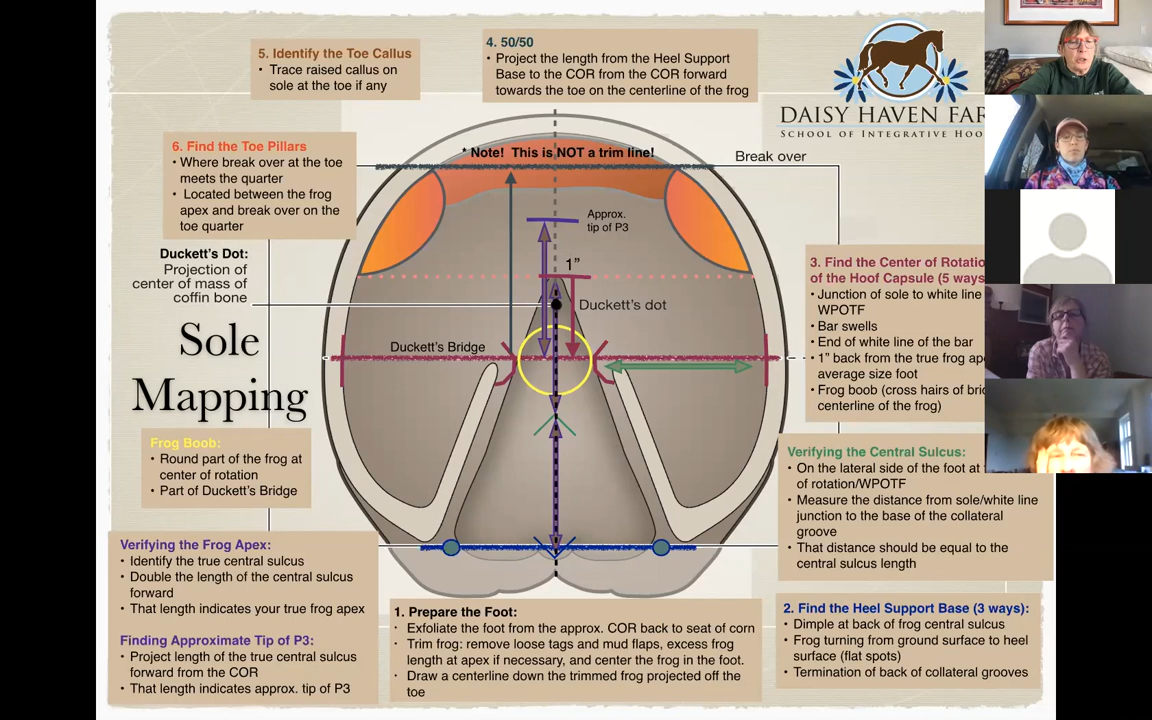 5. Identify the Toe Callus
• Trace raised callus on
sole at the toe if any
4. 50/50
• Project the length from the Heel Support
Base to the COR from the COR forward
towards the toe on the centerline of the frog
DAISY HAVEN FAR
SCHOOL OF INTEGRATIVE HOO
6. Find the Toe Pillars
• Where break over at the toe
meets the quarter
• Located between the frog
apex and break over on the
toe quarter
* Note! This is NOT a trim line!
Break over
Approx.
tip of P3
1”
Duckett's Dot:
Projection of
center of mass of
coffin bone
Duckett's dot
Duckett's Bridge
Sole
Mapping
3. Find the Center of Rotatio
of the Hoof Capsule (5 ways
• Junction of sole to white line
WPOTF
• Bar swells
• End of white line of the bar
• 1” back from the true frog ap
average size foot
• Frog boob (cross hairs of bri
centerline of the frog)
Frog Boob:
• Round part of the frog at
center of rotation
• Part of Duckett's Bridge
Verifying the Central Sulcus:
• On the lateral side of the foot at
of rotation/WPOTF
• Measure the distance from sole/white line
junction to the base of the collateral
groove
• That distance should be equal to the
central sulcus length
Verifying the Frog Apex:
• Identify the true central sulcus
• Double the length of the central sulcus
forward
• That length indicates your true frog apex
Finding Approximate Tip of P3:
• Project length of the true central sulcus
forward from the COR
• That length indicates approx. tip of P3
1. Prepare the Foot:
• Exfoliate the foot from the approx. COR back to seat of corn
• Trim frog: remove loose tags and mud flaps, excess frog
length at apex if necessary, and center the frog in the foot.
• Draw a centerline down the trimmed frog projected off the
toe
2. Find the Heel Support Base (3 ways):
• Dimple at back of frog central sulcus
• Frog turning from ground surface to heel
surface (flat spots)
• Termination of back of collateral grooves